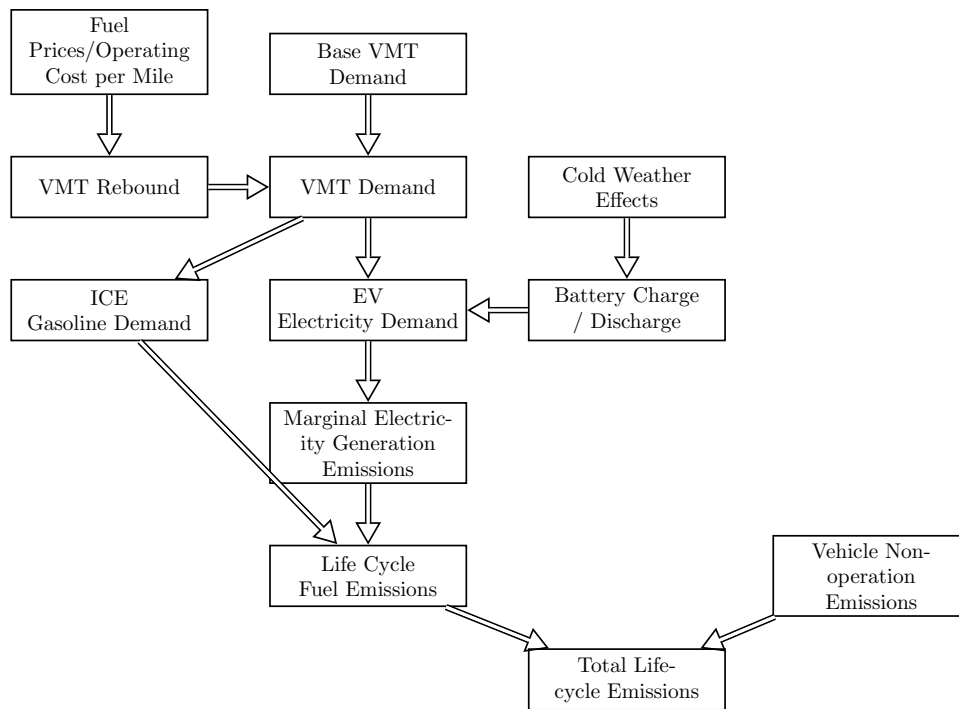 Fuel
Prices/Operating
Cost per Mile
Base VMT
Demand
VMT Rebound
VMT Demand
Cold Weather
Effects
ICE
Gasoline Demand
EV
Electricity Demand
Battery Charge
/ Discharge
Marginal Electric-
ity Generation
Emissions
Life Cycle
Fuel Emissions
Vehicle Non-
operation
Emissions
Total Life-
cycle Emissions